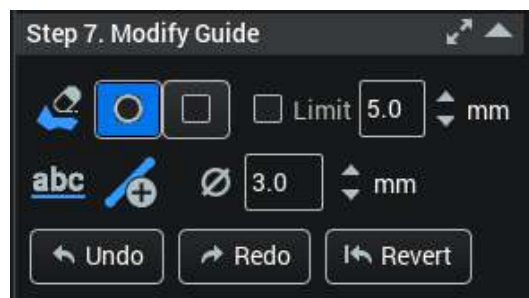 Step 7. Modify Guide
Limit 5.0 mm
abc Ø 3.0 mm
Undo Redo Revert